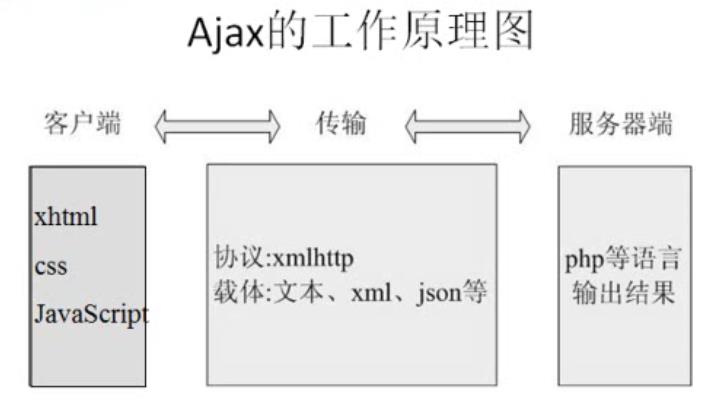 Ajax的工作原理图
客户端
传输
服务器端
xhtml
css
JavaScript
协议:xmlhttp
载体:文本、xml、json等
php等语言
输出结果